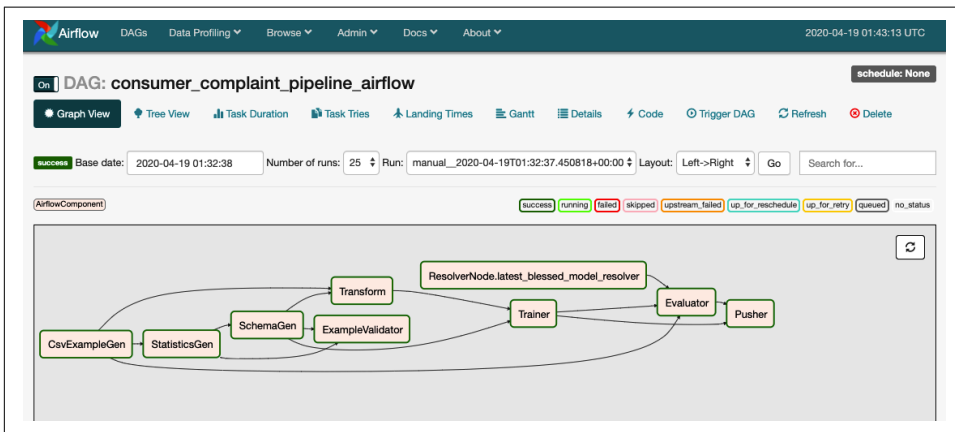 Airflow DAGs Data Profiling Browse Admin Docs About 2020-04-19 01:43:13 UTC
On DAG: consumer_complaint_pipeline_airflow schedule: None
Graph View Tree View Task Duration Task Tries Landing Times Gantt Details Code Trigger DAG Refresh Delete
success Base date: 2020-04-19 01:32:38 Number of runs: 25 Run: manual__2020-04-19T01:32:37.450818+00:00 Layout: Left->Right Go Search for...
AirflowComponent success running failed skipped upstream_failed up_for_reschedule up_for_retry queued no_status
ResolverNode.latest_blessed_model_resolver
Transform
Evaluator
Trainer Pusher
SchemaGen ExampleValidator
CsvExampleGen StatisticsGen